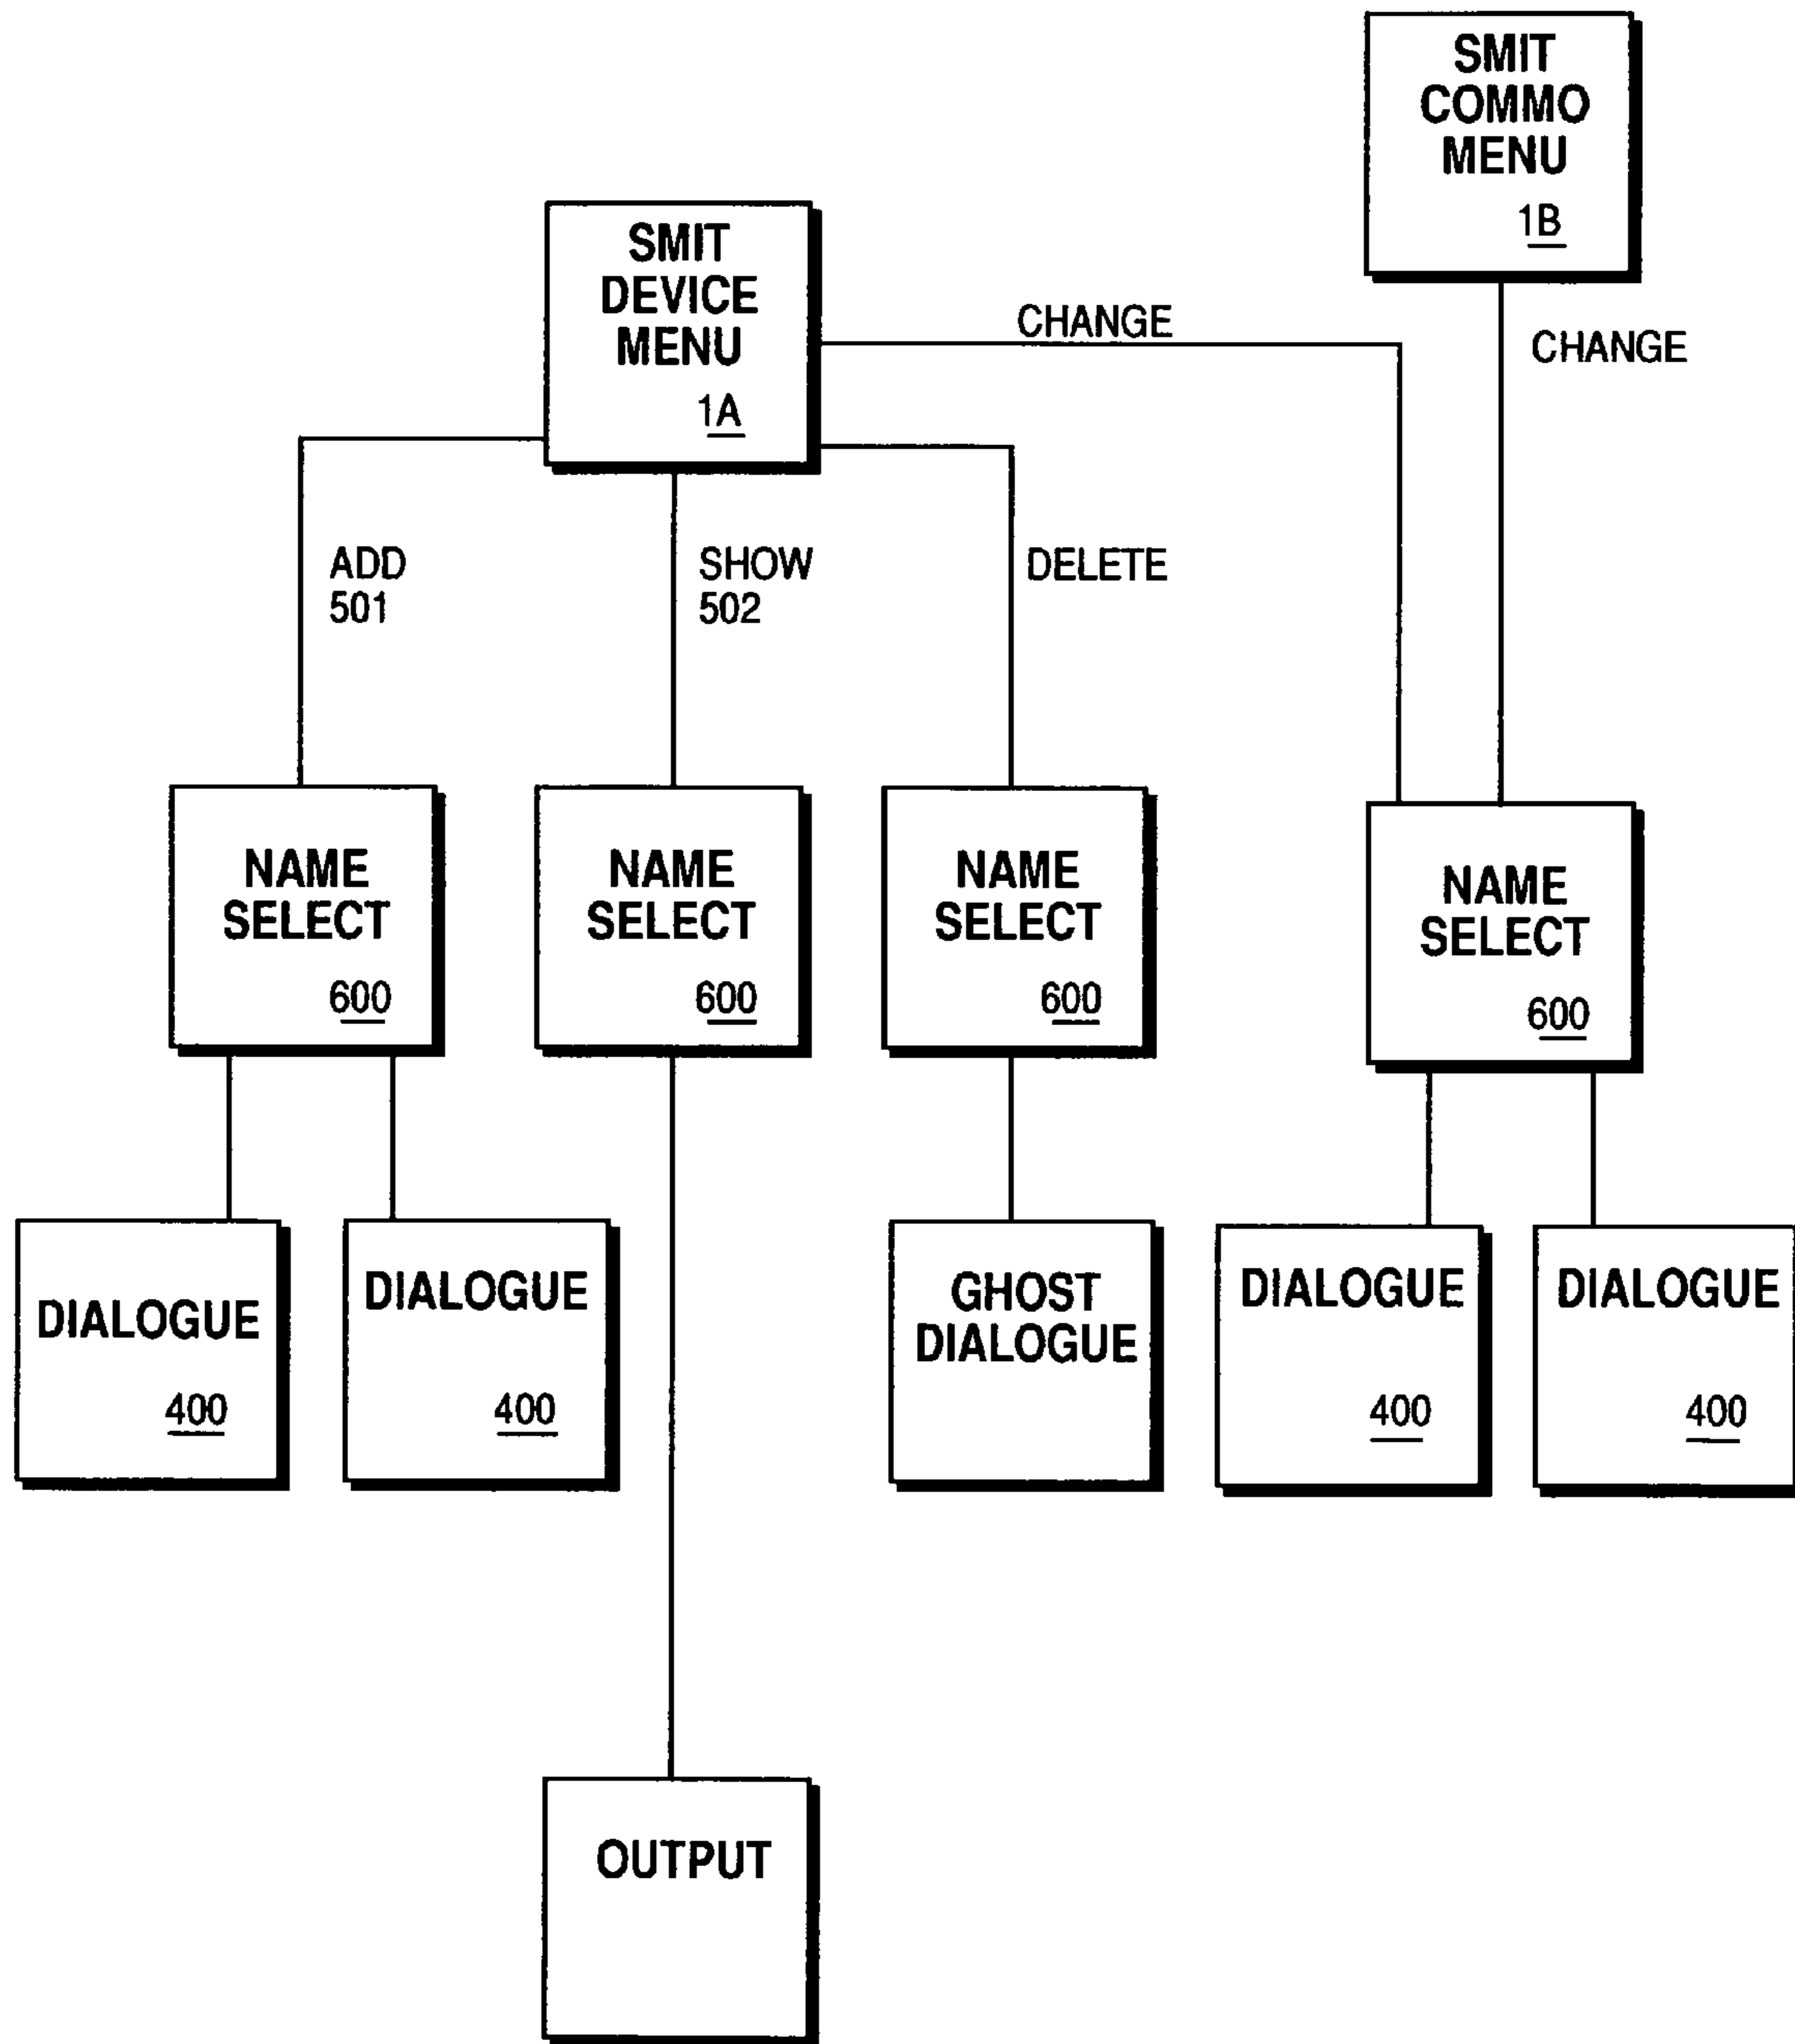 SMIT
COMMO
MENU
1B
SMIT
DEVICE
MENU
1A
CHANGE
CHANGE
ADD
501
SHOW
502
DELETE
NAME
SELECT
600
NAME
SELECT
600
NAME
SELECT
600
NAME
SELECT
600
DIALOGUE
400
DIALOGUE
400
GHOST
DIALOGUE
DIALOGUE
400
DIALOGUE
400
OUTPUT